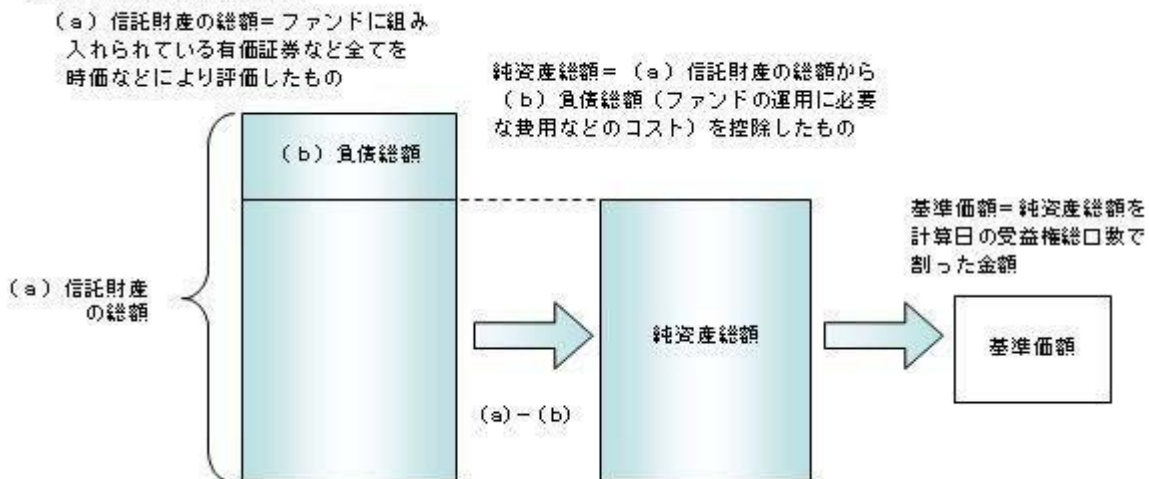 （a）信託財産の総額＝ファンドに組み
入れられている有価証券など全てを
時価などにより評価したもの
純資産総額＝（a）信託財産の総額から
（b）負債総額（ファンドの運用に必要
な費用などのコスト）を控除したもの
（b）負債総額
基準価額＝純資産総額を
計算日の受益権総口数で
割った金額
（a）信託財産
の総額
純資産総額
基準価額
(a)－(b)